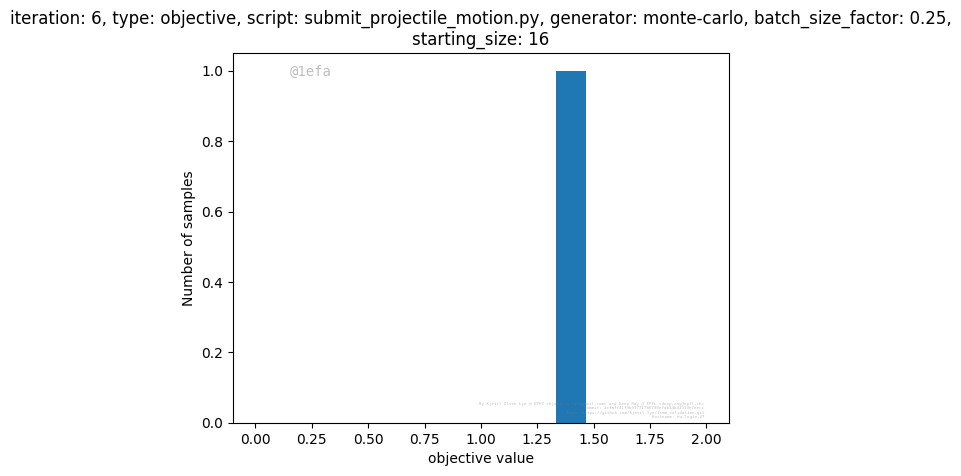 iteration: 6, type: objective, script: submit_projectile_motion.py, generator: monte-carlo, batch_size_factor: 0.25,
starting_size: 16
@1efa
1.0
0.8
0.6
0.4
0.2
0.0
Number of samples
0.00 0.25 0.50 0.75 1.00 1.25 1.50 1.75 2.00
objective value